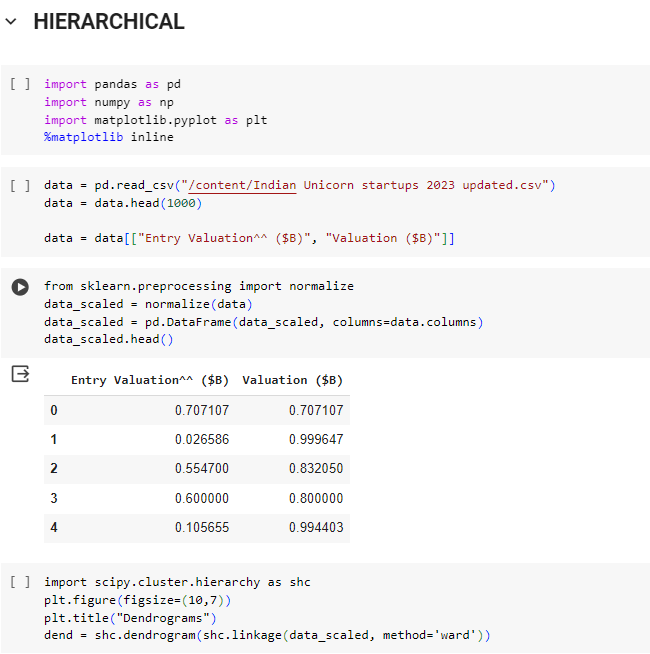 HIERARCHICAL
[ ] import pandas as pd
import numpy as np
import matplotlib.pyplot as plt
%matplotlib inline
[ ] data = pd.read_csv("/content/Indian Unicorn startups 2023 updated.csv")
data = data.head(1000)
data = data[["Entry Valuation^^ ($B)", "Valuation ($B)"]]
from sklearn.preprocessing import normalize
data_scaled = normalize(data)
data_scaled = pd.DataFrame(data_scaled, columns=data.columns)
data_scaled.head()
Entry Valuation^^ ($B) Valuation ($B)
0 0.707107 0.707107
1 0.026586 0.999647
2 0.554700 0.832050
3 0.600000 0.800000
4 0.105655 0.994403
[ ] import scipy.cluster.hierarchy as shc
plt.figure(figsize=(10,7))
plt.title("Dendrograms")
dend = shc.dendrogram(shc.linkage(data_scaled, method='ward'))